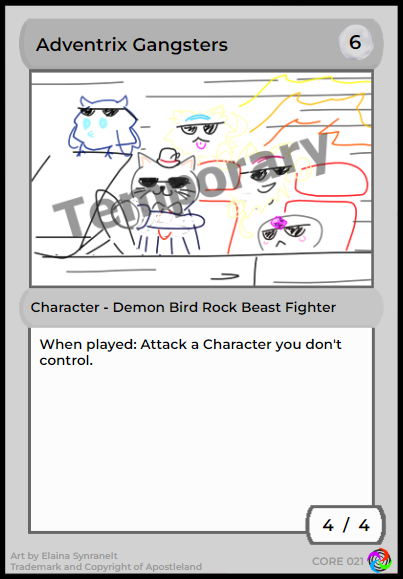 Adventrix Gangsters
6
Temporary
Character - Demon Bird Rock Beast Fighter
When played: Attack a Character you don't
control.
4 / 4
Art by Elaina Synranelt
Trademark and Copyright of Apostleland
CORE 021